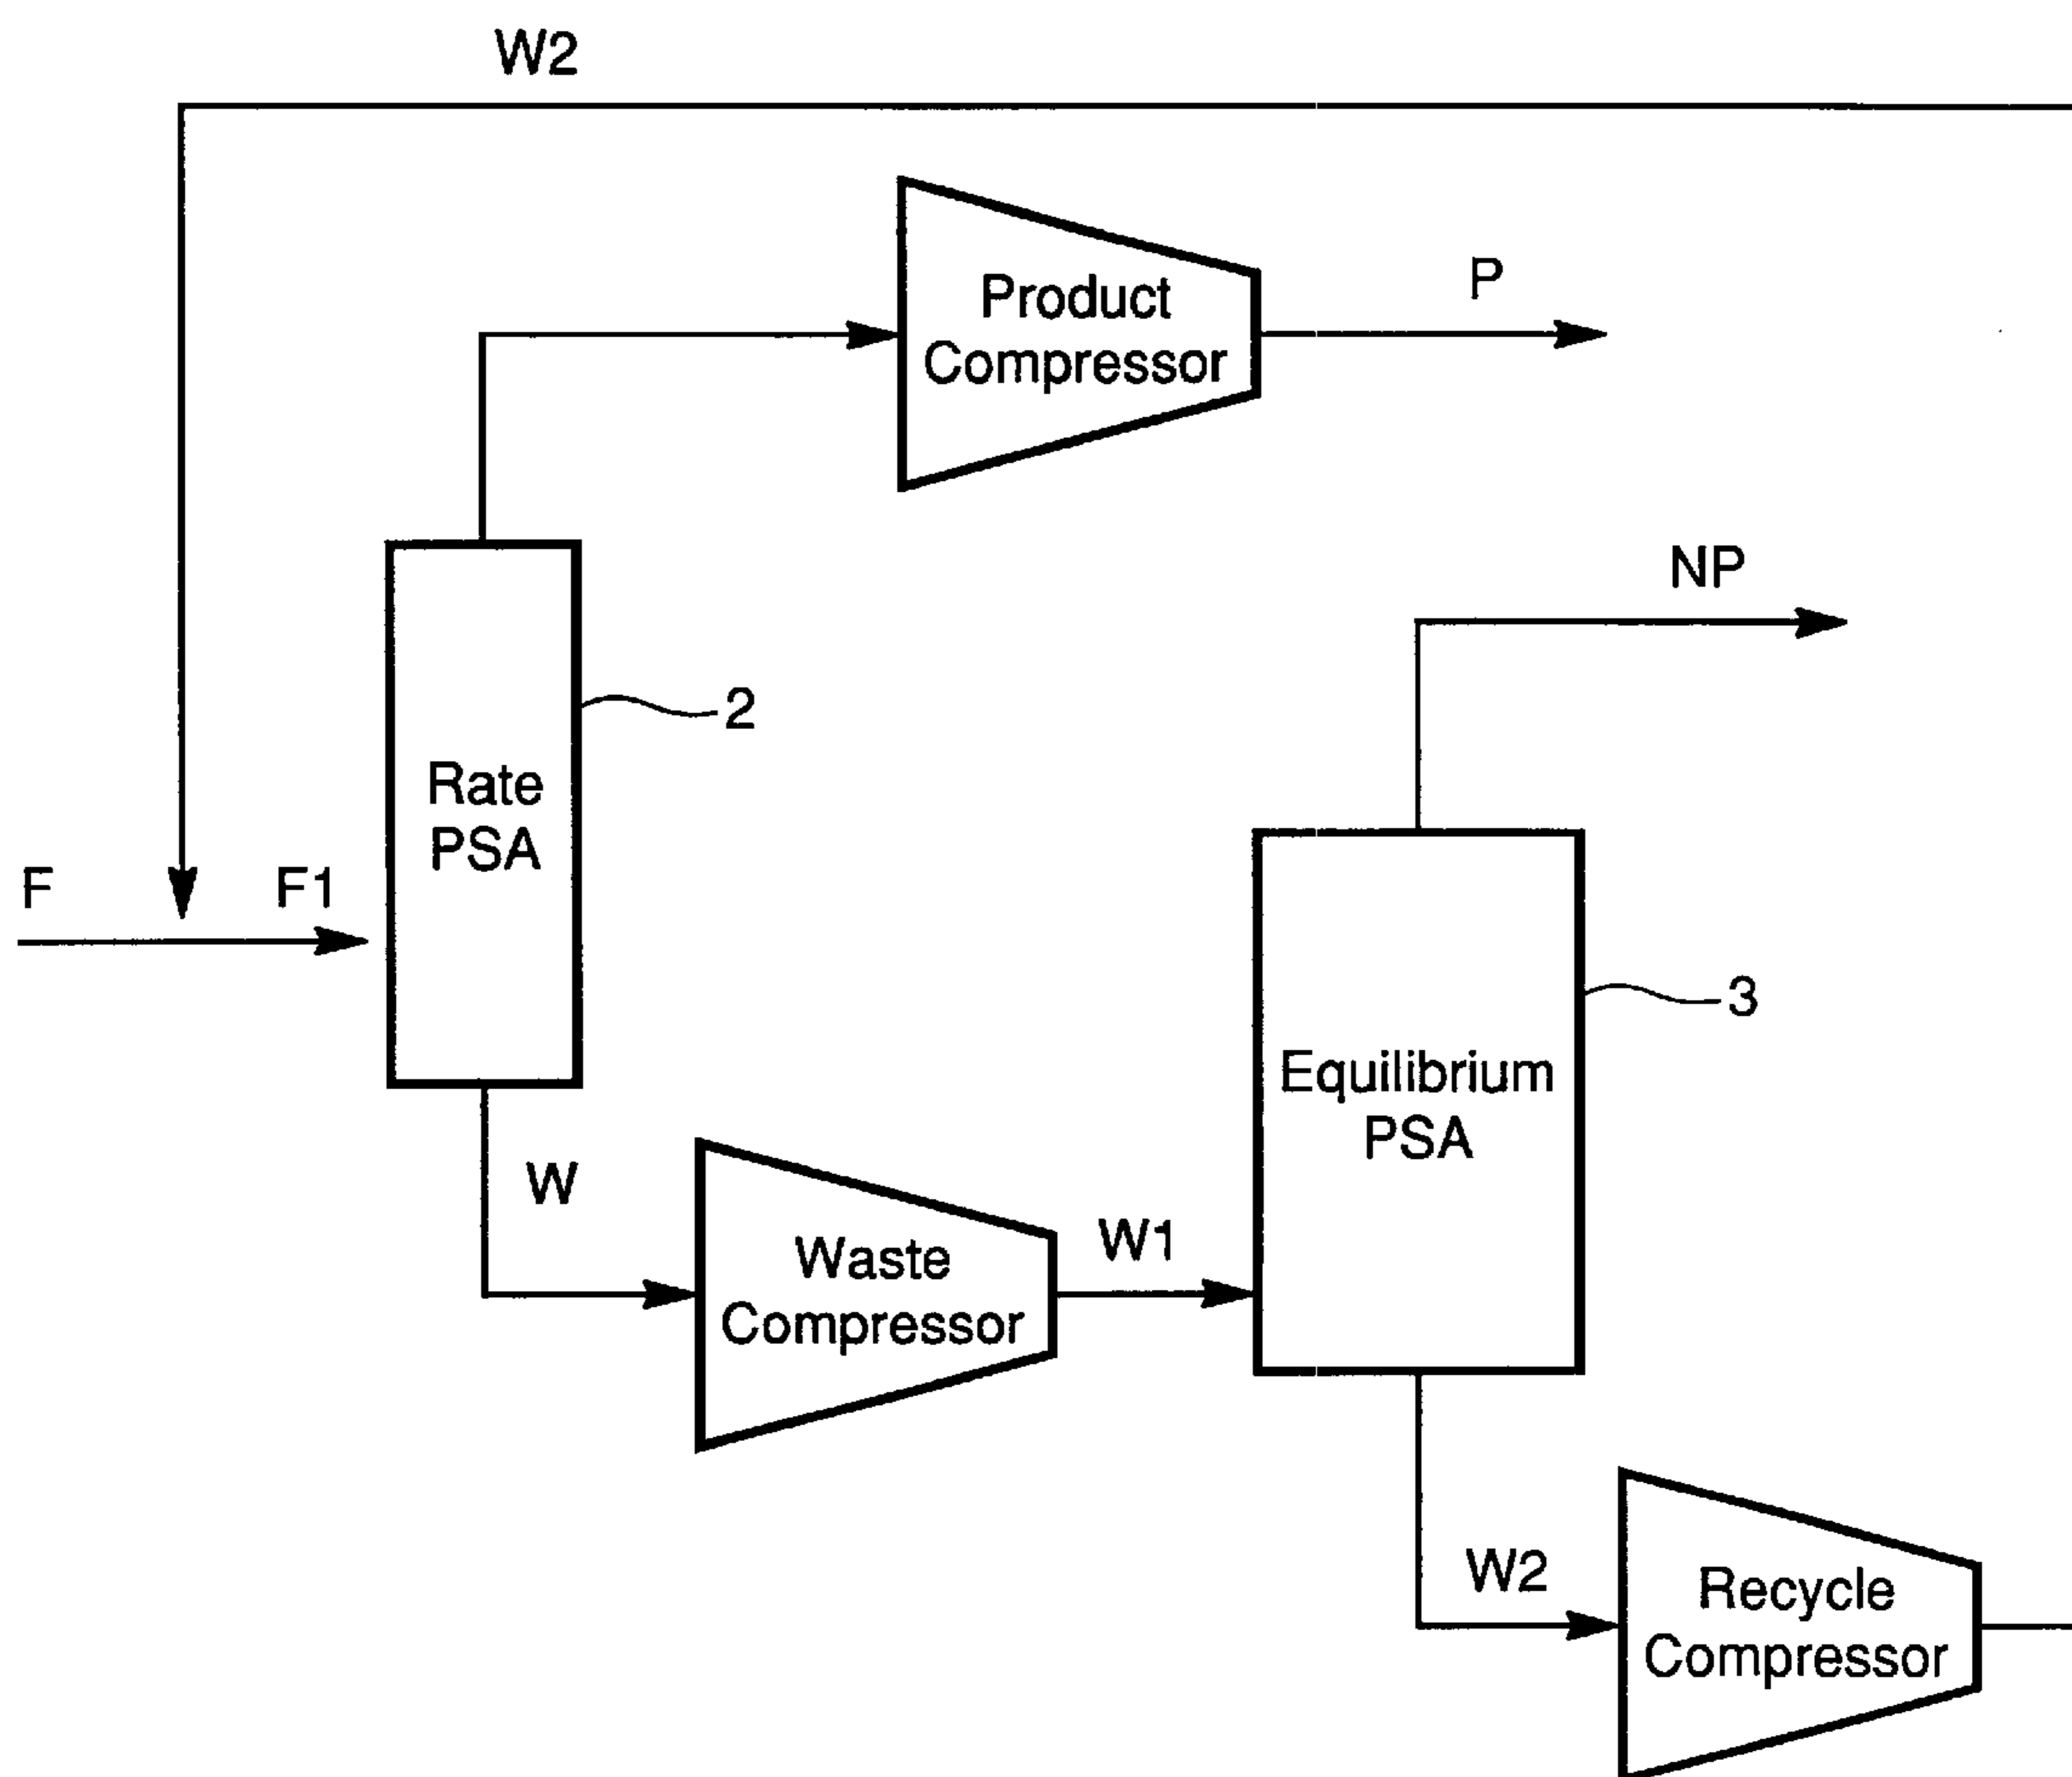 W2
Product
Compressor
P
NP
2
Rate
PSA
F
F1
3
Equilibrium
PSA
W
Waste
Compressor
W1
W2
Recycle
Compressor